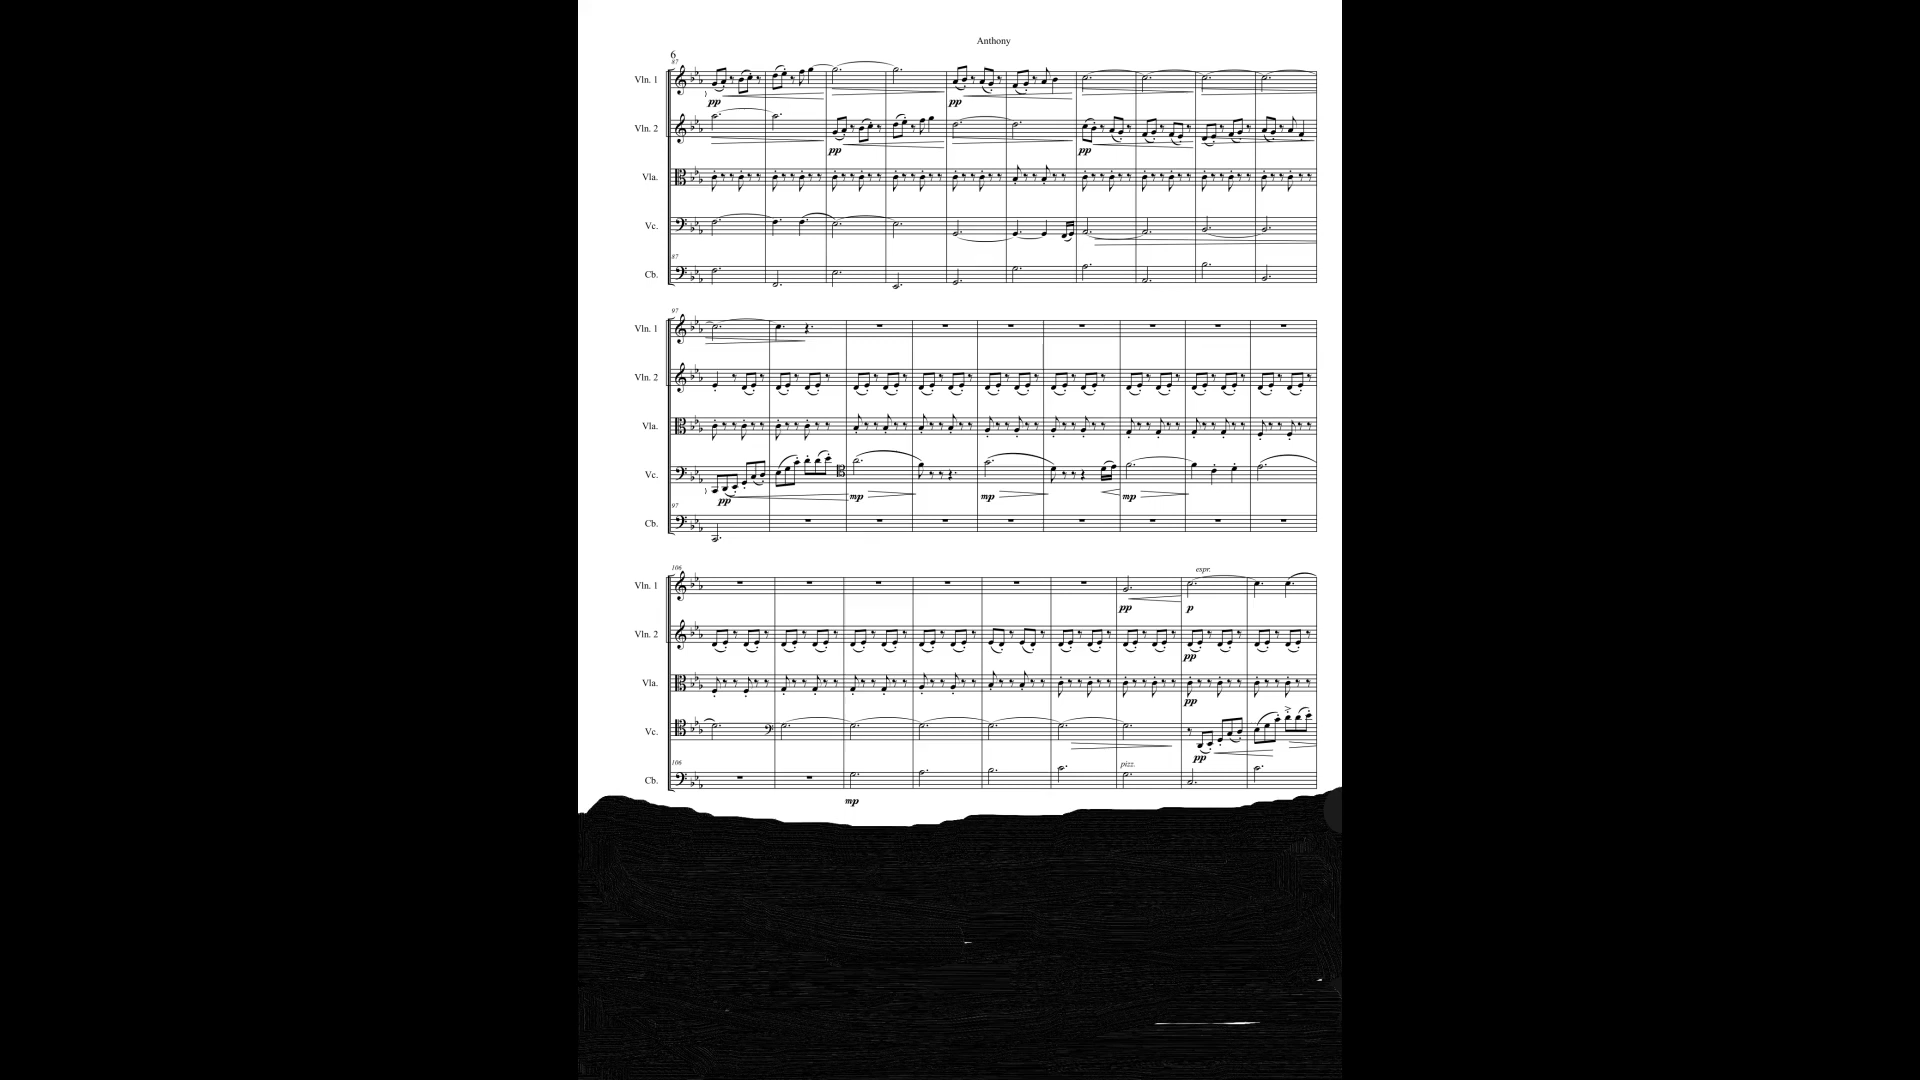 Anthony
6
87
Vln. 1
pp
pp
Vln. 2
pp
pp
Vla.
Vc.
87
Cb.
97
Vln. 1
Vln. 2
Vla.
Vc.
pp
mp
mp
mp
97
Cb.
106
espr.
Vln. 1
pp
p
Vln. 2
pp
Vla.
pp
Vc.
pp
106
pizz.
Cb.
mp